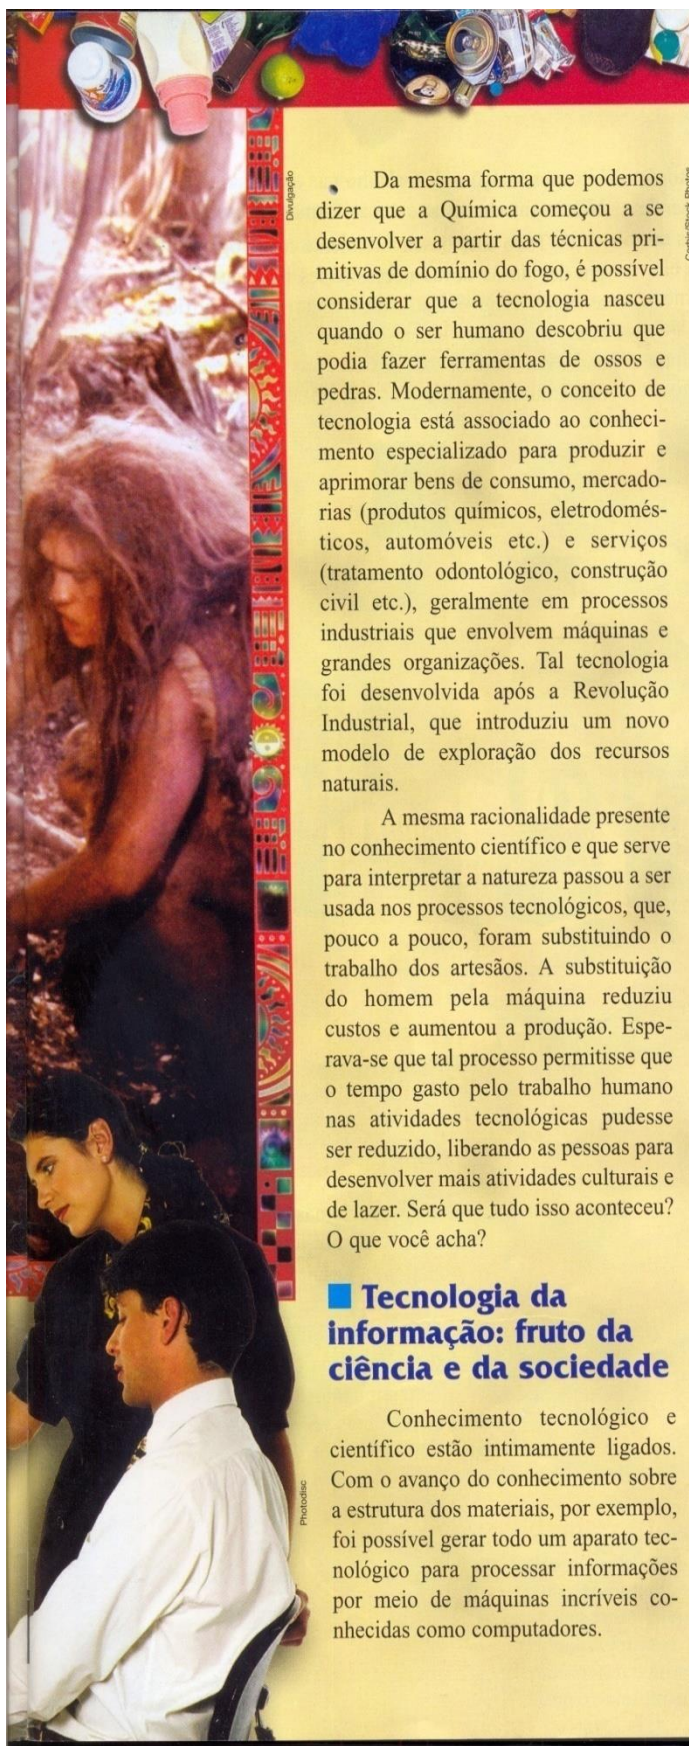 Divulgação
Da mesma forma que podemos
dizer que a Química começou a se
desenvolver a partir das técnicas pri-
mitivas de domínio do fogo, é possível
considerar que a tecnologia nasceu
quando o ser humano descobriu que
podia fazer ferramentas de ossos e
pedras. Modernamente, o conceito de
tecnologia está associado ao conheci-
mento especializado para produzir e
aprimorar bens de consumo, mercado-
rias (produtos químicos, eletrodomés-
ticos, automóveis etc.) e serviços
(tratamento odontológico, construção
civil etc.), geralmente em processos
industriais que envolvem máquinas e
grandes organizações. Tal tecnologia
foi desenvolvida após a Revolução
Industrial, que introduziu um novo
modelo de exploração dos recursos
naturais.
A mesma racionalidade presente
no conhecimento científico e que serve
para interpretar a natureza passou a ser
usada nos processos tecnológicos, que,
pouco a pouco, foram substituindo o
trabalho dos artesãos. A substituição
do homem pela máquina reduziu
custos e aumentou a produção. Espe-
rava-se que tal processo permitisse que
o tempo gasto pelo trabalho humano
nas atividades tecnológicas pudesse
ser reduzido, liberando as pessoas para
desenvolver mais atividades culturais e
de lazer. Será que tudo isso aconteceu?
O que você acha?
Tecnologia da
informação: fruto da
ciência e da sociedade
Conhecimento tecnológico e
científico estão intimamente ligados.
Com o avanço do conhecimento sobre
a estrutura dos materiais, por exemplo,
foi possível gerar todo um aparato tec-
nológico para processar informações
por meio de máquinas incríveis co-
nhecidas como computadores.
Photodisc